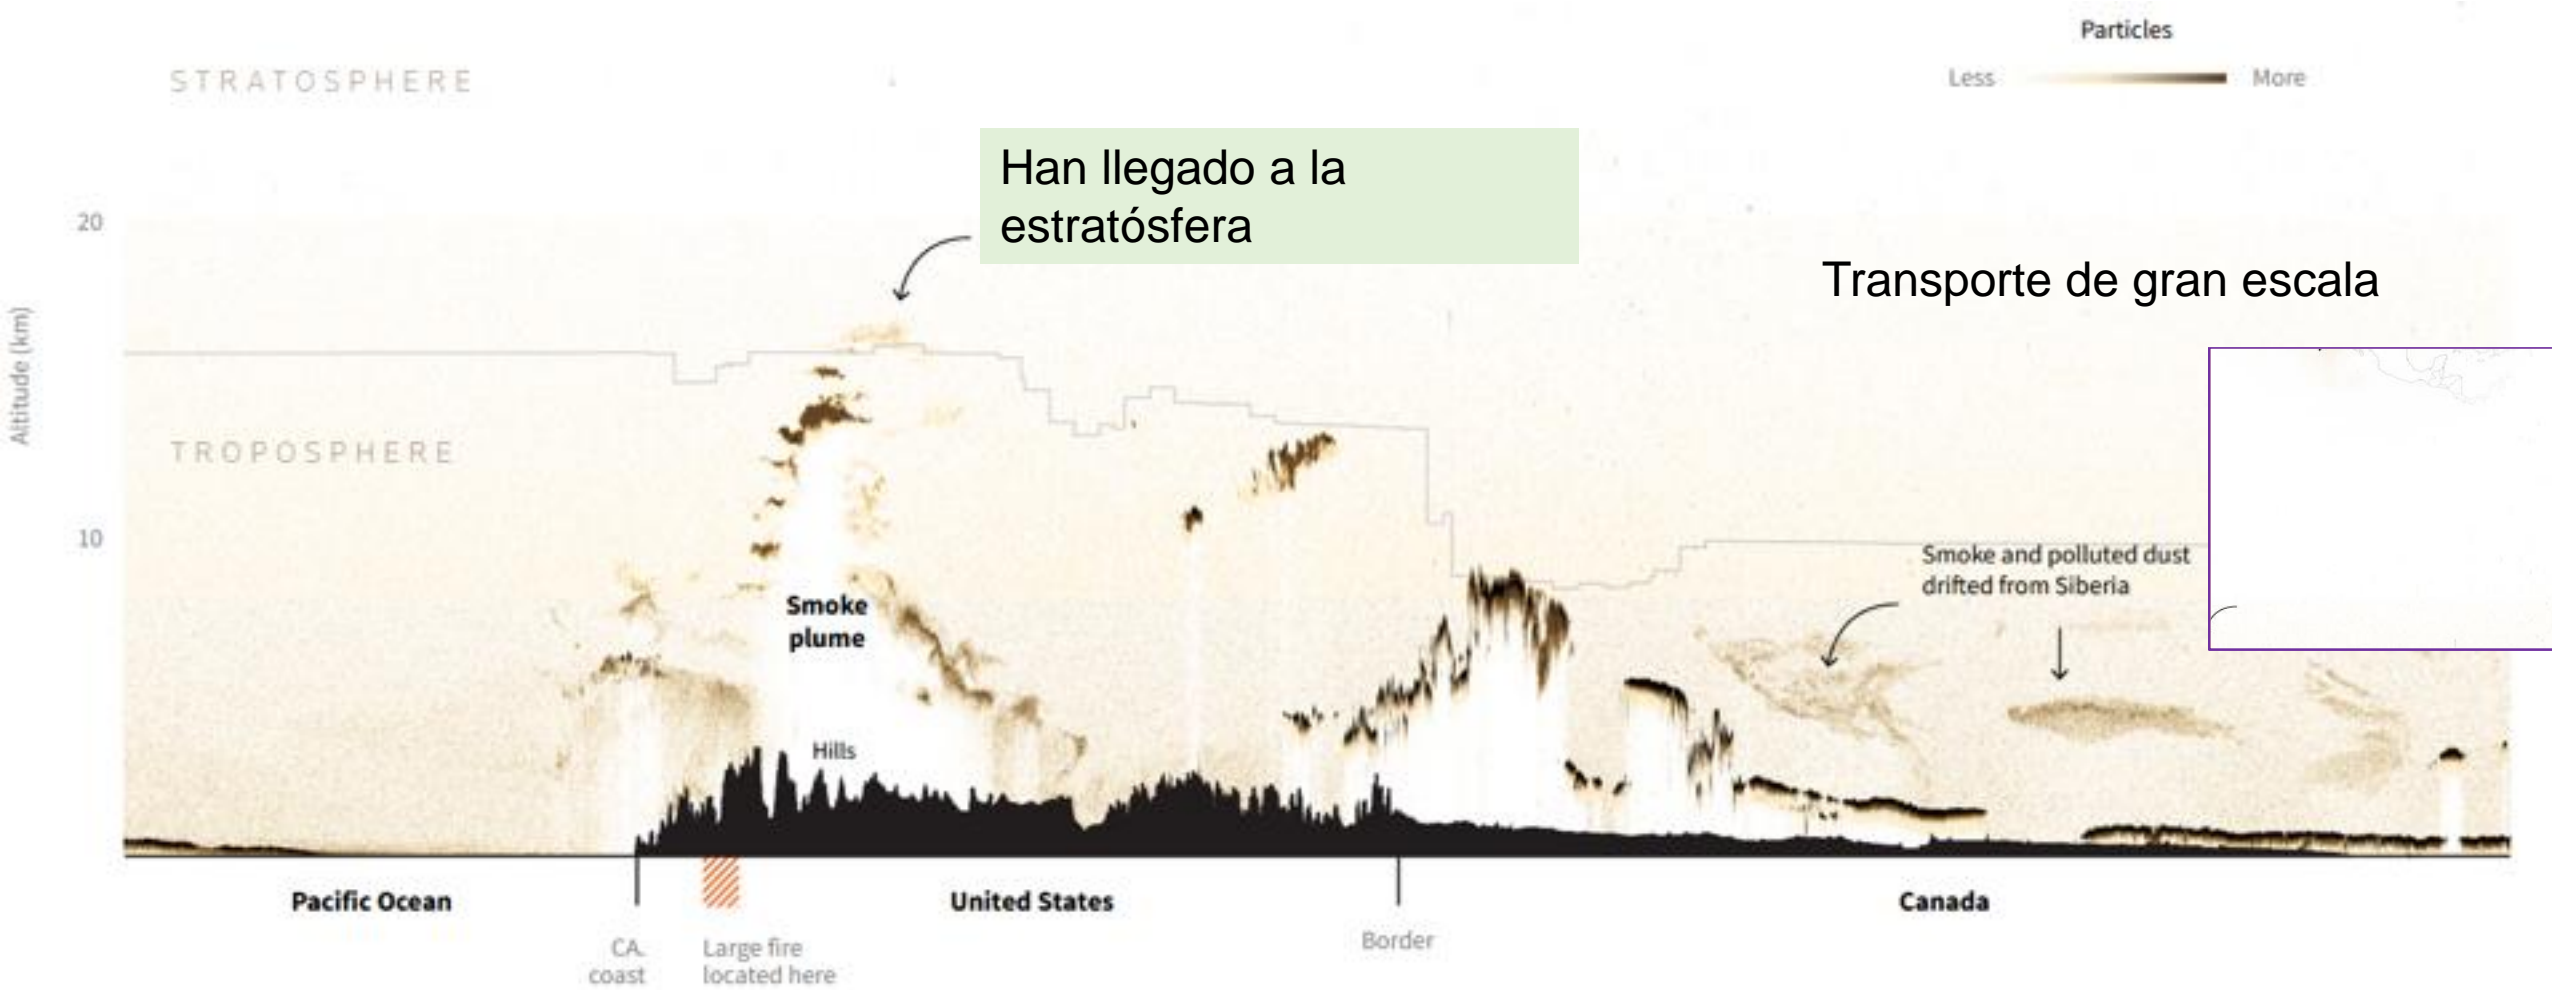 Particles
Less
More
STRATOSPHERE
Han llegado a la
estratósfera
20
Transporte de gran escala
Altitude (km)
TROPOSPHERE
10
Smoke and polluted dust
drifted from Siberia
Smoke
plume
Hills
Pacific Ocean
United States
Canada
CA.
coast
Large fire
located here
Border